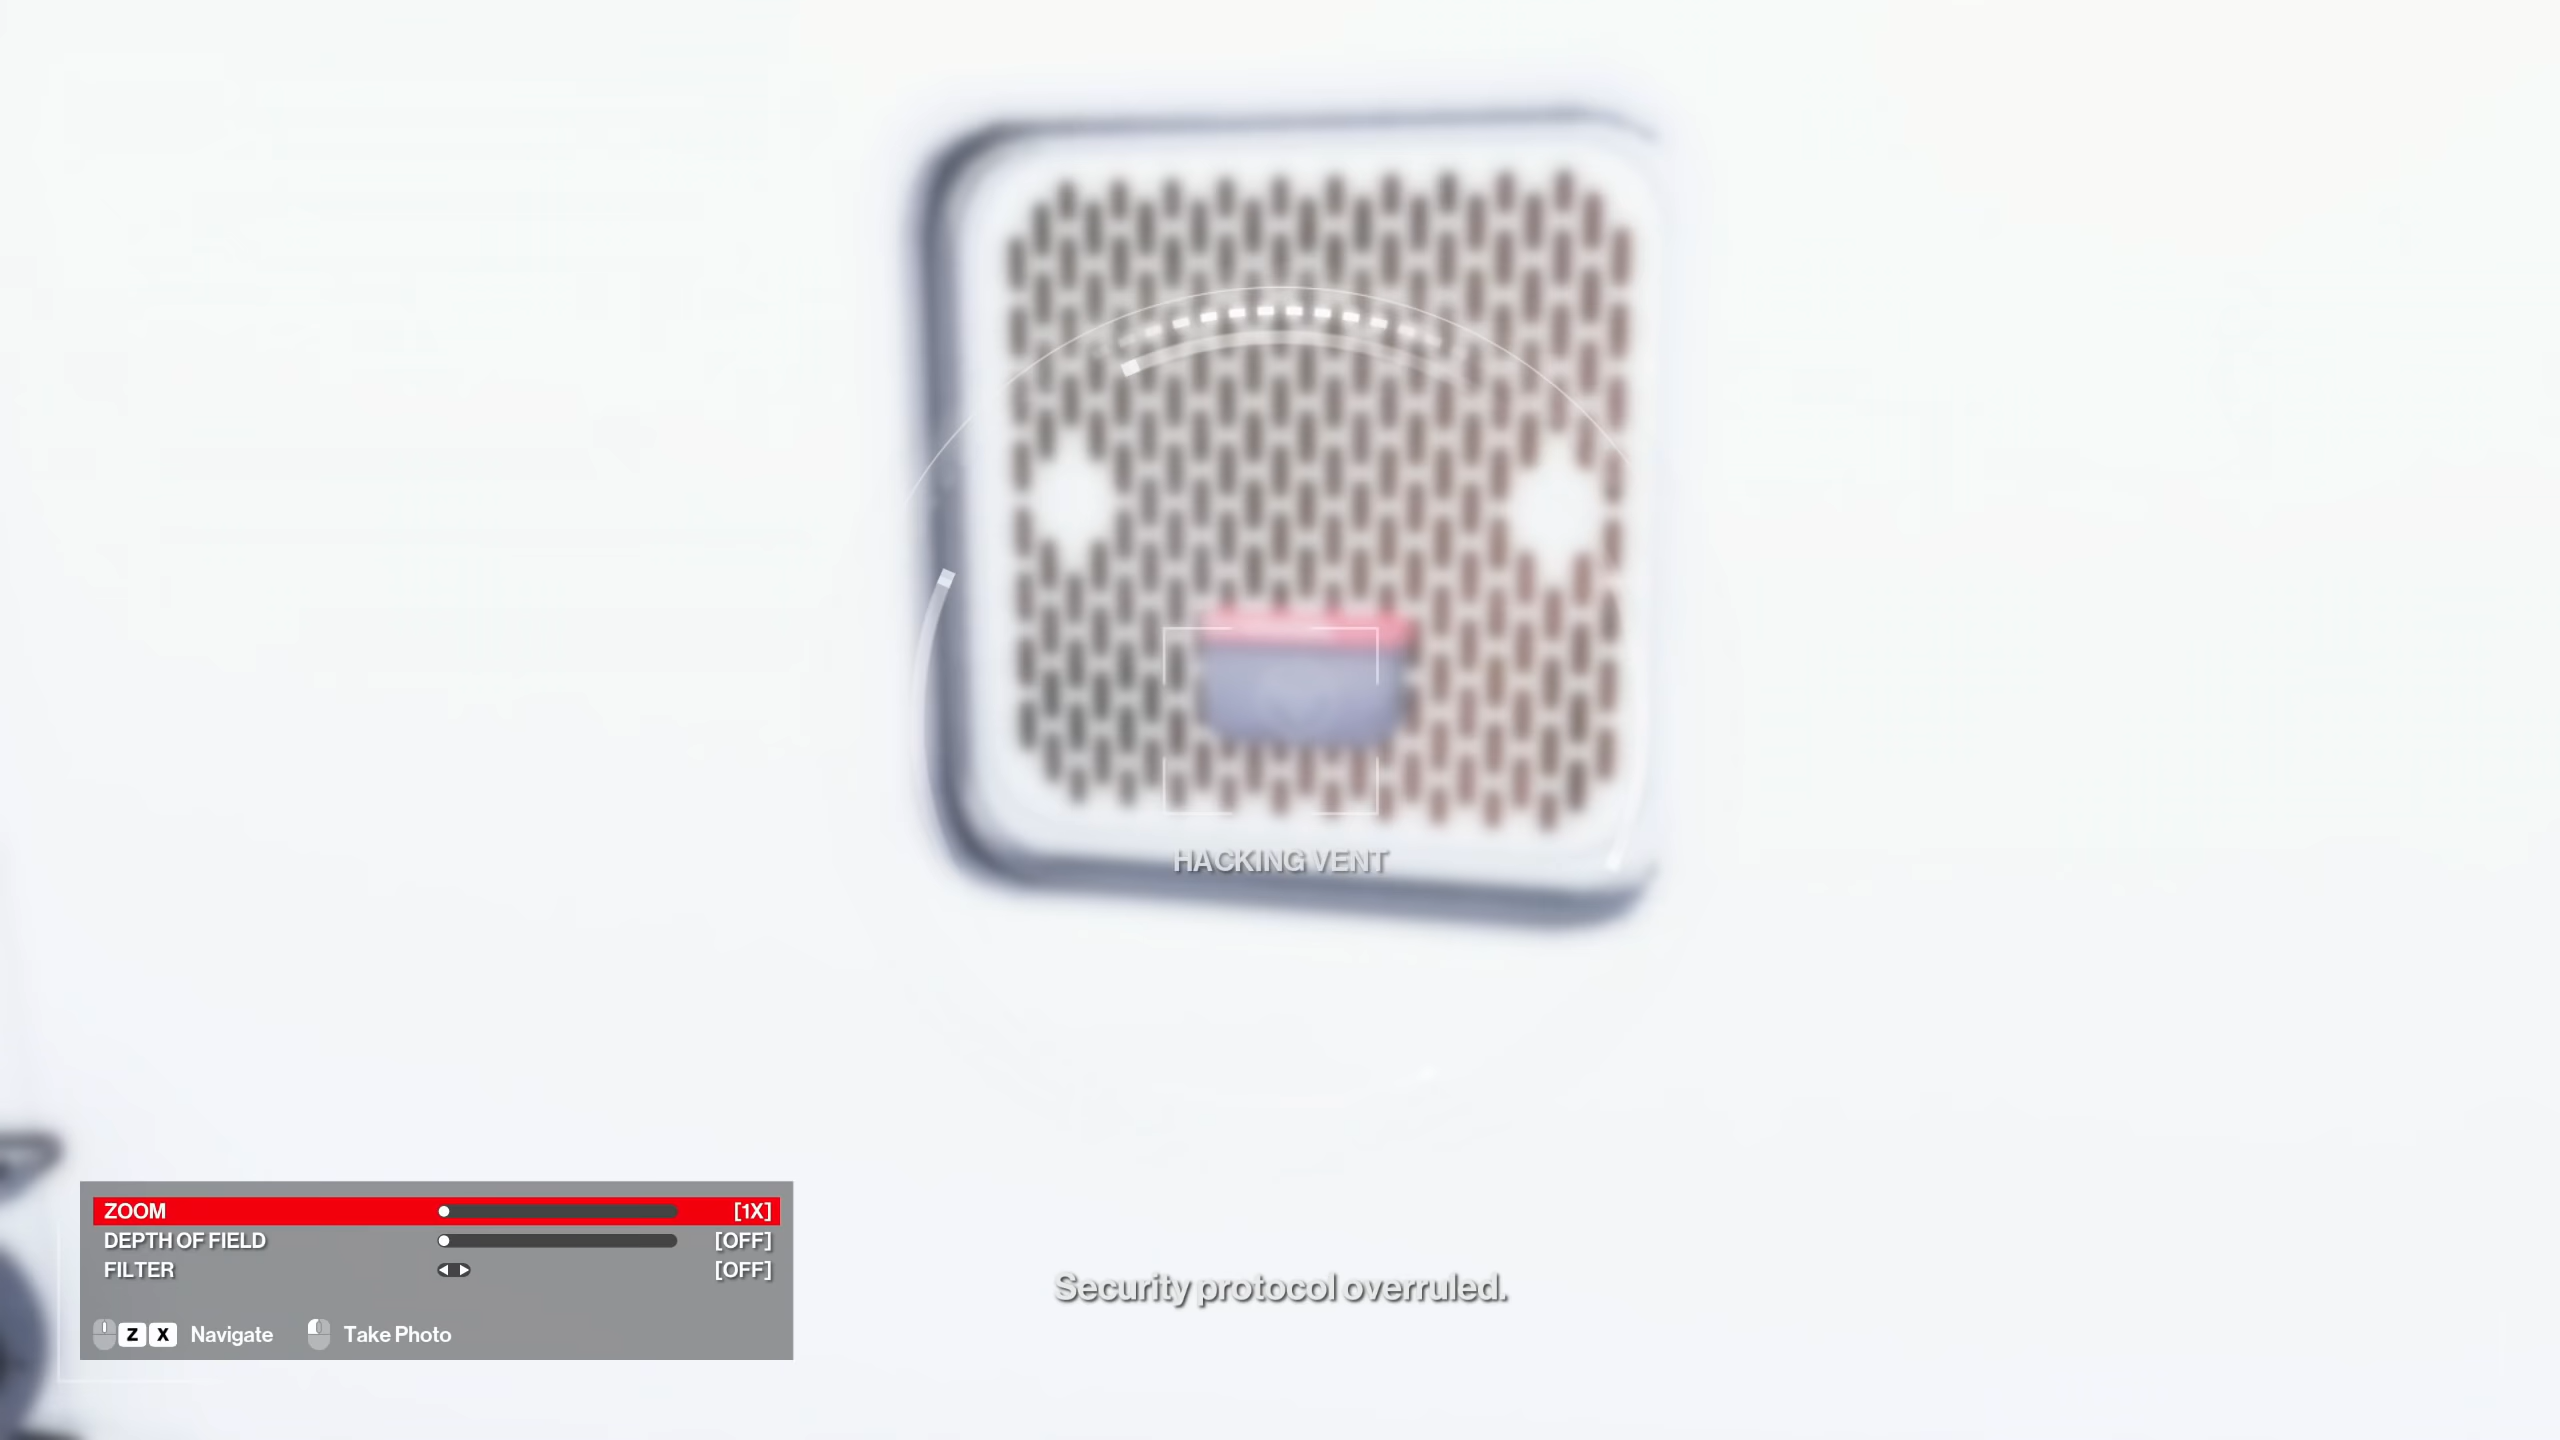 HACKING VENT
ZOOM [1X]
DEPTH OF FIELD [OFF]
FILTER [OFF]
Z X Navigate Take Photo
Security protocol overruled.